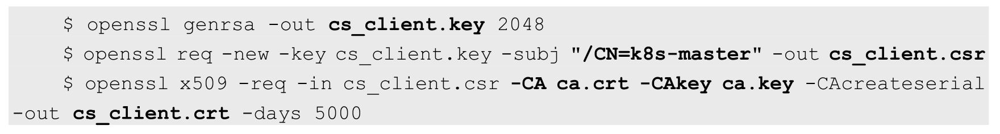 $ openssl genrsa -out cs_client.key 2048
$ openssl req -new -key cs_client.key -subj "/CN=k8s-master" -out cs_client.csr
$ openssl x509 -req -in cs_client.csr -CA ca.crt -CAkey ca.key -CAcreateserial
-out cs_client.crt -days 5000